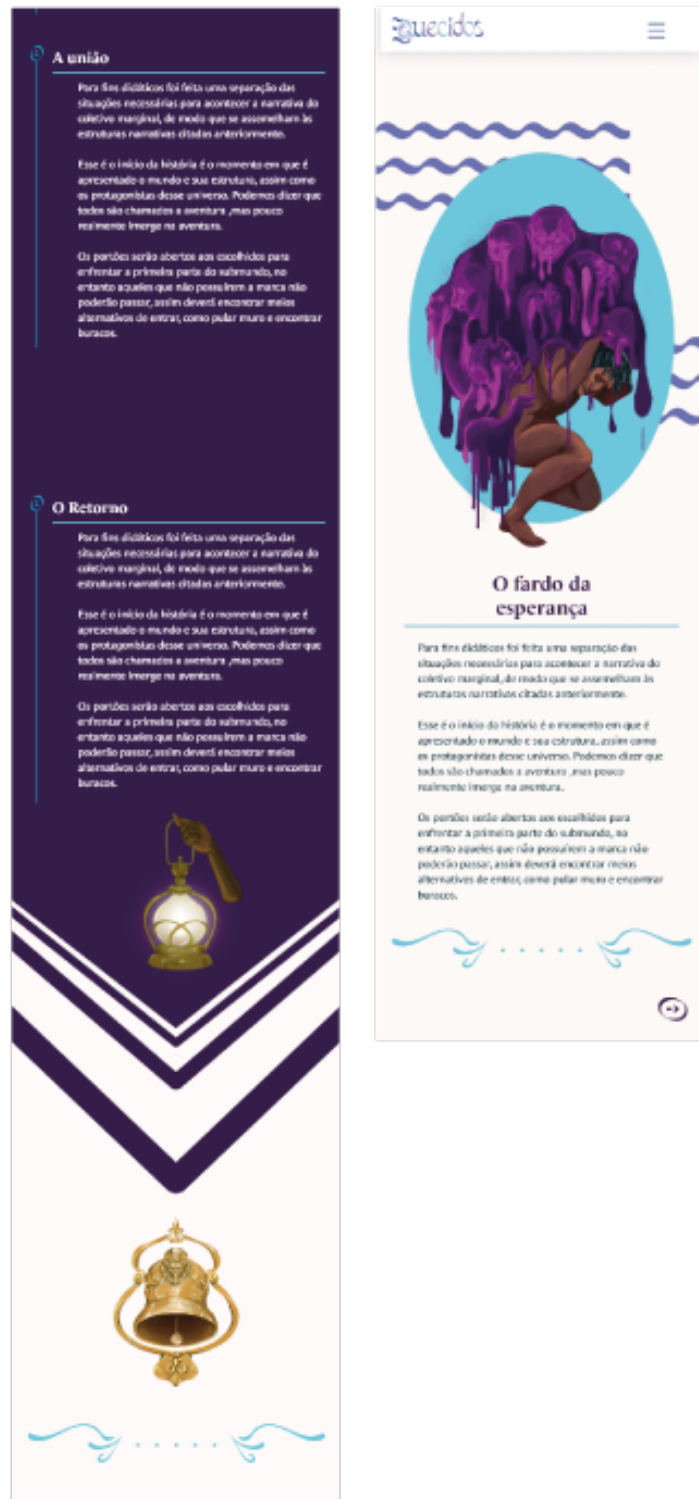 A união
Para fins didáticos foi feita uma separação das
situações necessárias para acontecer a narrativa do
coletivo marginal, de modo que se assemelham às
estruturas narrativas citadas anteriormente.
Esse é o início da história é o momento em que é
apresentado o mundo e sua estrutura, assim como
os protagonistas desse universo. Podemos dizer que
todos são chamados a aventura ,mas pouco
realmente imerge na aventura.
Os portões serão abertos aos escolhidos para
enfrentar a primeira parte do submundo, no
entanto aqueles que não possuírem a marca não
poderão passar, assim deverá encontrar meios
alternativos de entrar, como pular muro e encontrar
buracos.
O Retorno
Para fins didáticos foi feita uma separação das
situações necessárias para acontecer a narrativa do
coletivo marginal, de modo que se assemelham às
estruturas narrativas citadas anteriormente.
Esse é o início da história é o momento em que é
apresentado o mundo e sua estrutura, assim como
os protagonistas desse universo. Podemos dizer que
todos são chamados a aventura ,mas pouco
realmente imerge na aventura.
Os portões serão abertos aos escolhidos para
enfrentar a primeira parte do submundo, no
entanto aqueles que não possuírem a marca não
poderão passar, assim deverá encontrar meios
alternativos de entrar, como pular muro e encontrar
buracos.
O fardo da
esperança
Para fins didáticos foi feita uma separação das
situações necessárias para acontecer a narrativa do
coletivo marginal, de modo que se assemelham às
estruturas narrativas citadas anteriormente.
Esse é o início da história é o momento em que é
apresentado o mundo e sua estrutura, assim como
os protagonistas desse universo. Podemos dizer que
todos são chamados a aventura ,mas pouco
realmente imerge na aventura.
Os portões serão abertos aos escolhidos para
enfrentar a primeira parte do submundo, no
entanto aqueles que não possuírem a marca não
poderão passar, assim deverá encontrar meios
alternativos de entrar, como pular muro e encontrar
buracos.